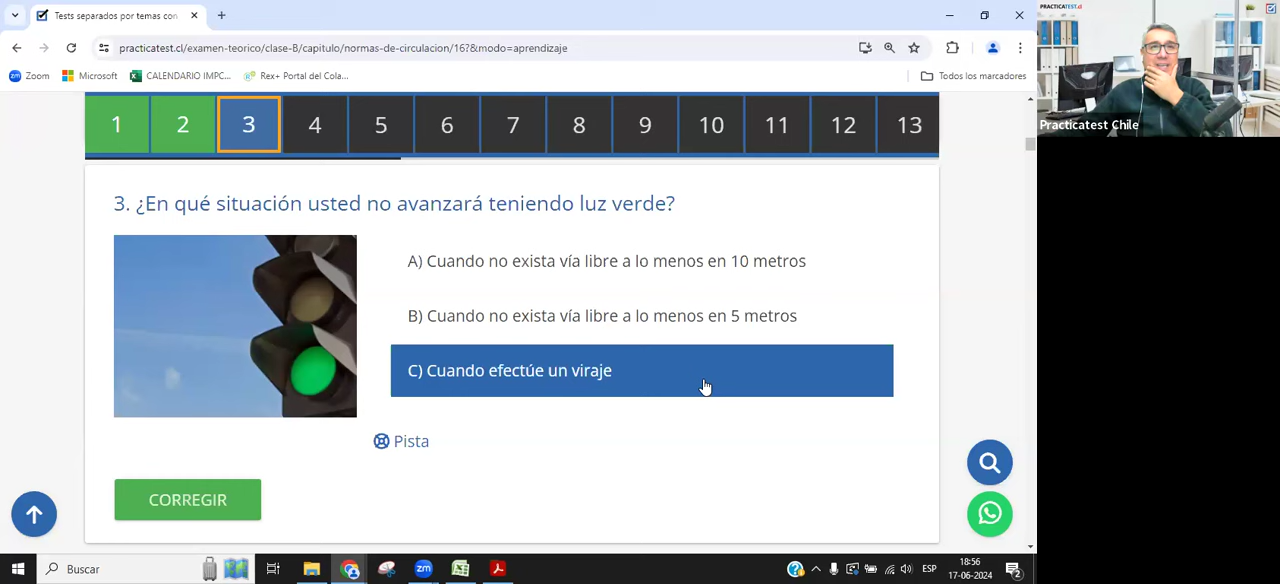 Tests separados por temas con
practicatest.cl/examen-teorico/clase-B/capitulo/normas-de-circulacion/16?&modo=aprendizaje
Zoom
Microsoft
CALENDARIO IMPC...
Rex+ Portal del Cola...
Todos los marcadores
PRACTICATEST.cl
Practicatest Chile
1 2 3 4 5 6 7 8 9 10 11 12 13
3. ¿En qué situación usted no avanzará teniendo luz verde?
A) Cuando no exista vía libre a lo menos en 10 metros
B) Cuando no exista vía libre a lo menos en 5 metros
C) Cuando efectúe un viraje
Pista
CORREGIR
Buscar
ESP
18:56
17-06-2024
2